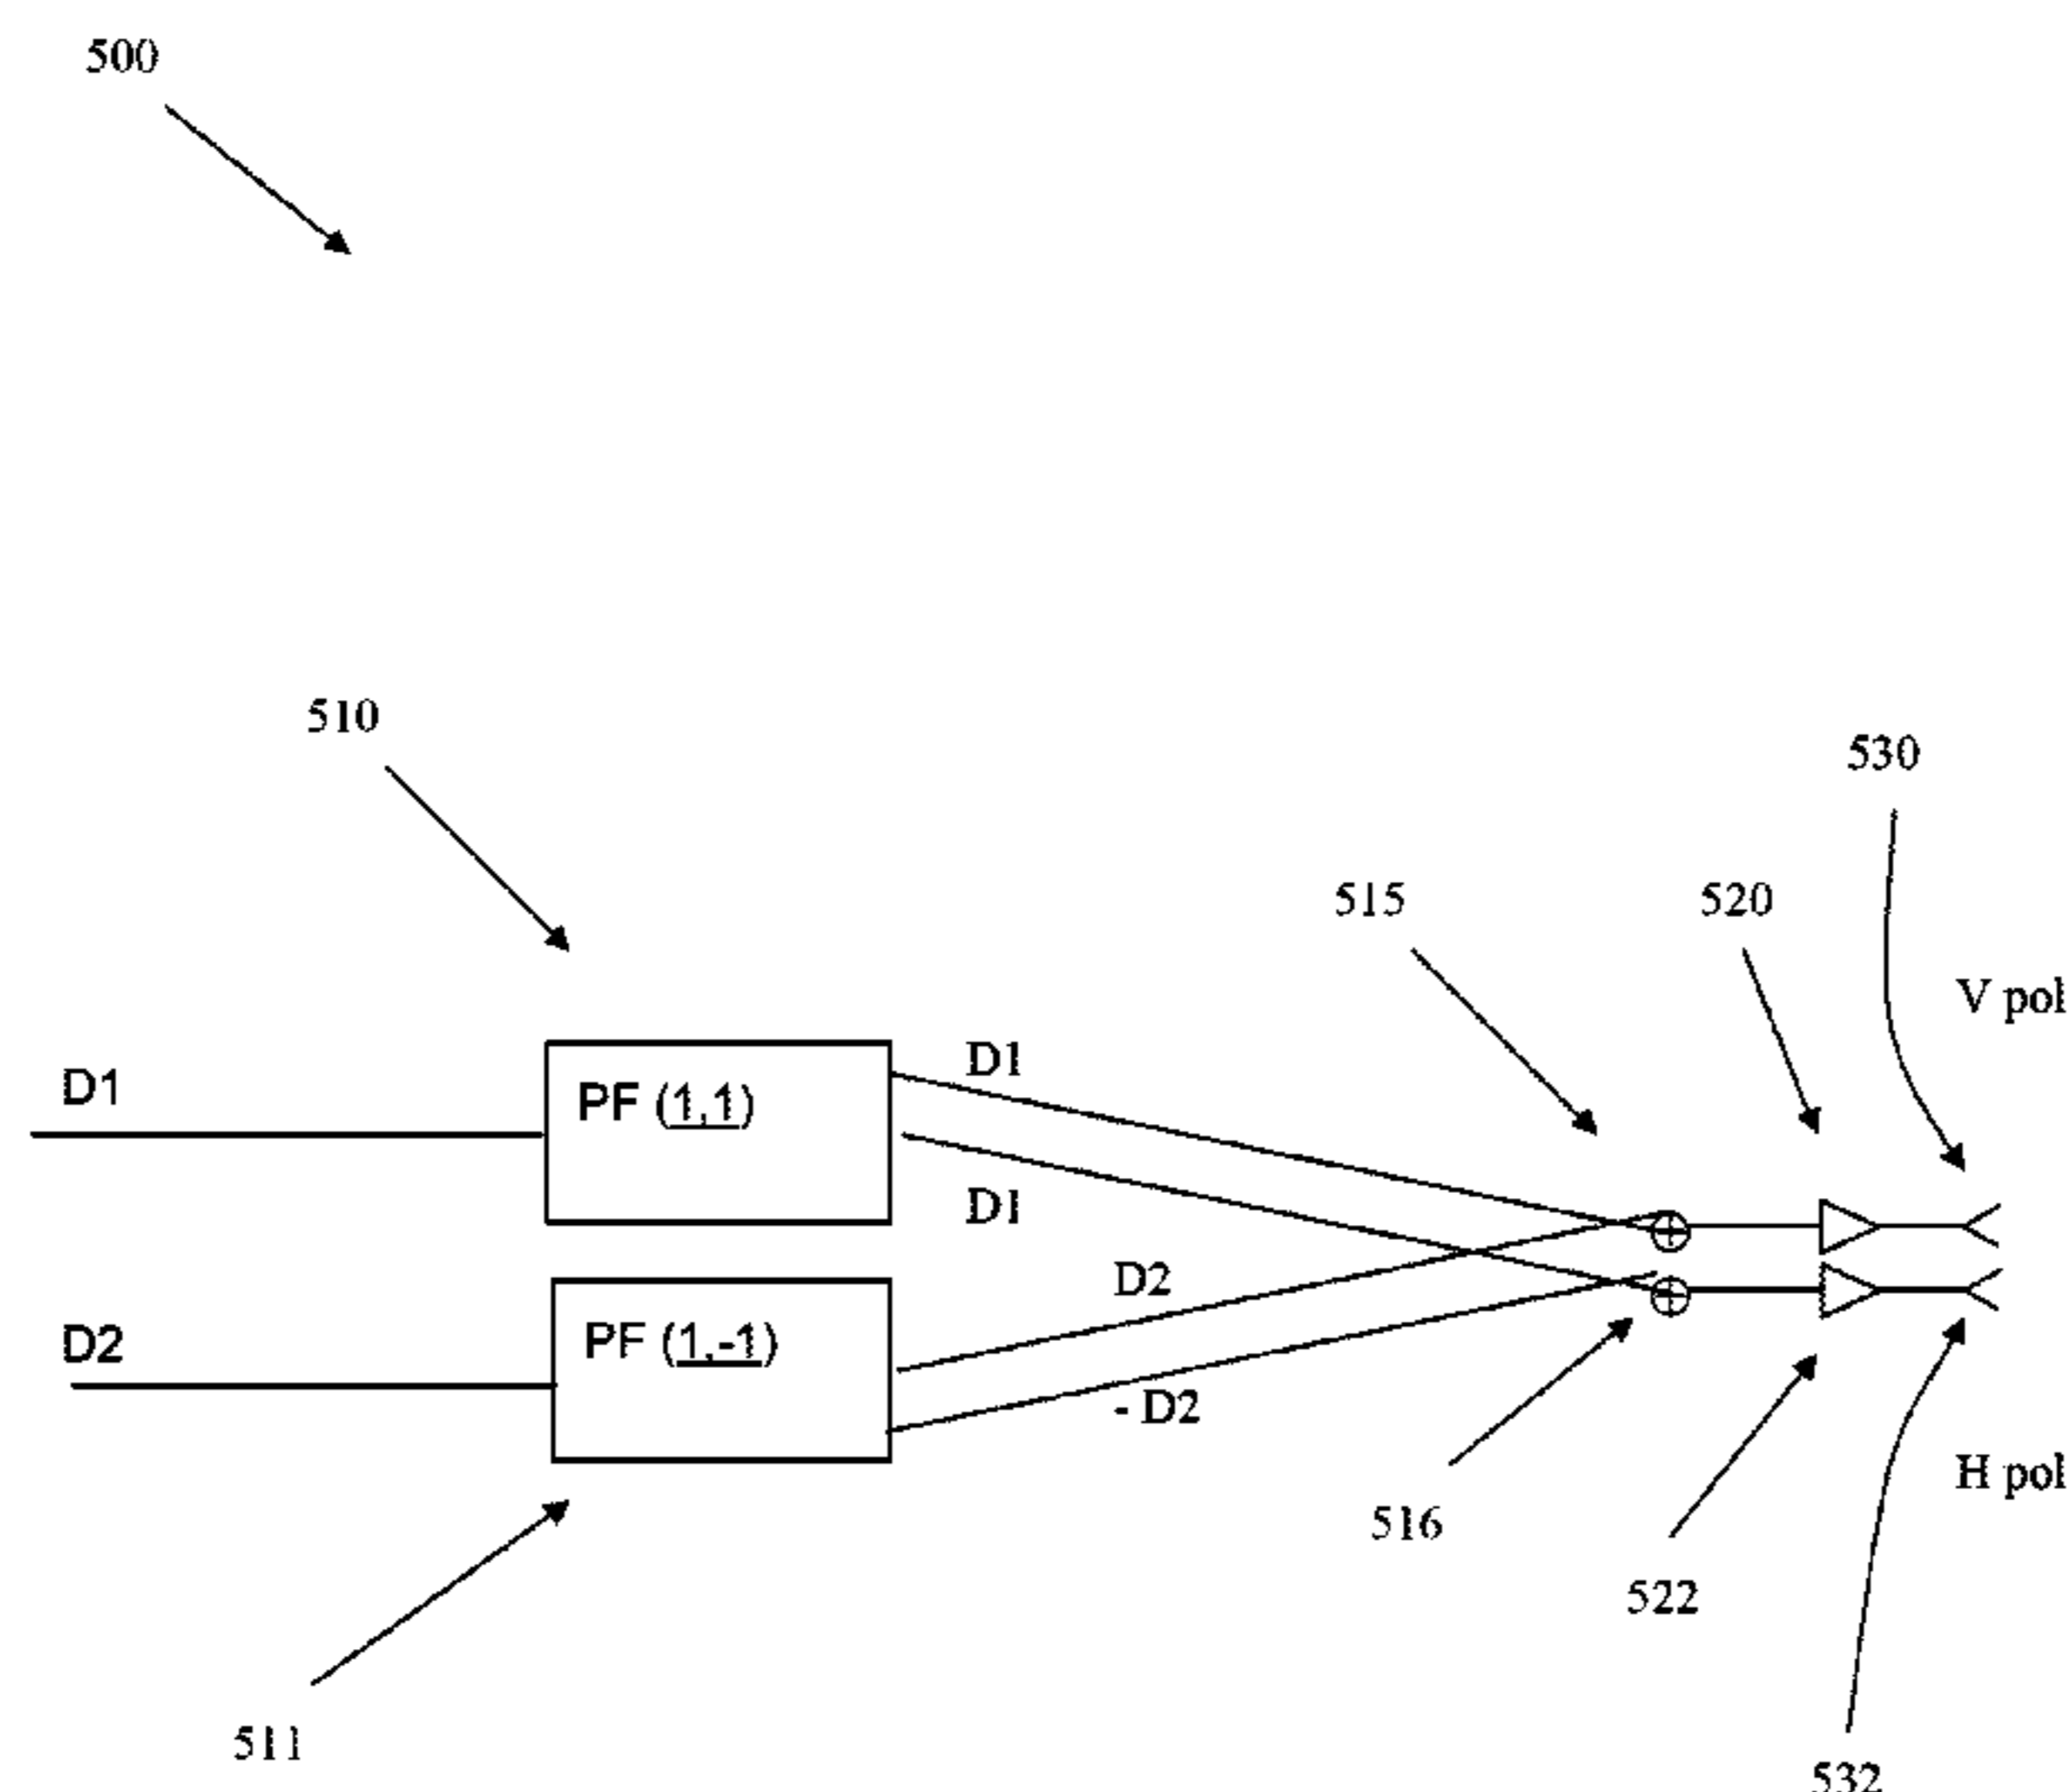 500
510
530
515
520
V pol
D1
D1
PF (1,1)
D1
D2
D2
PF (1,-1)
- D2
H pol
516
522
511
532